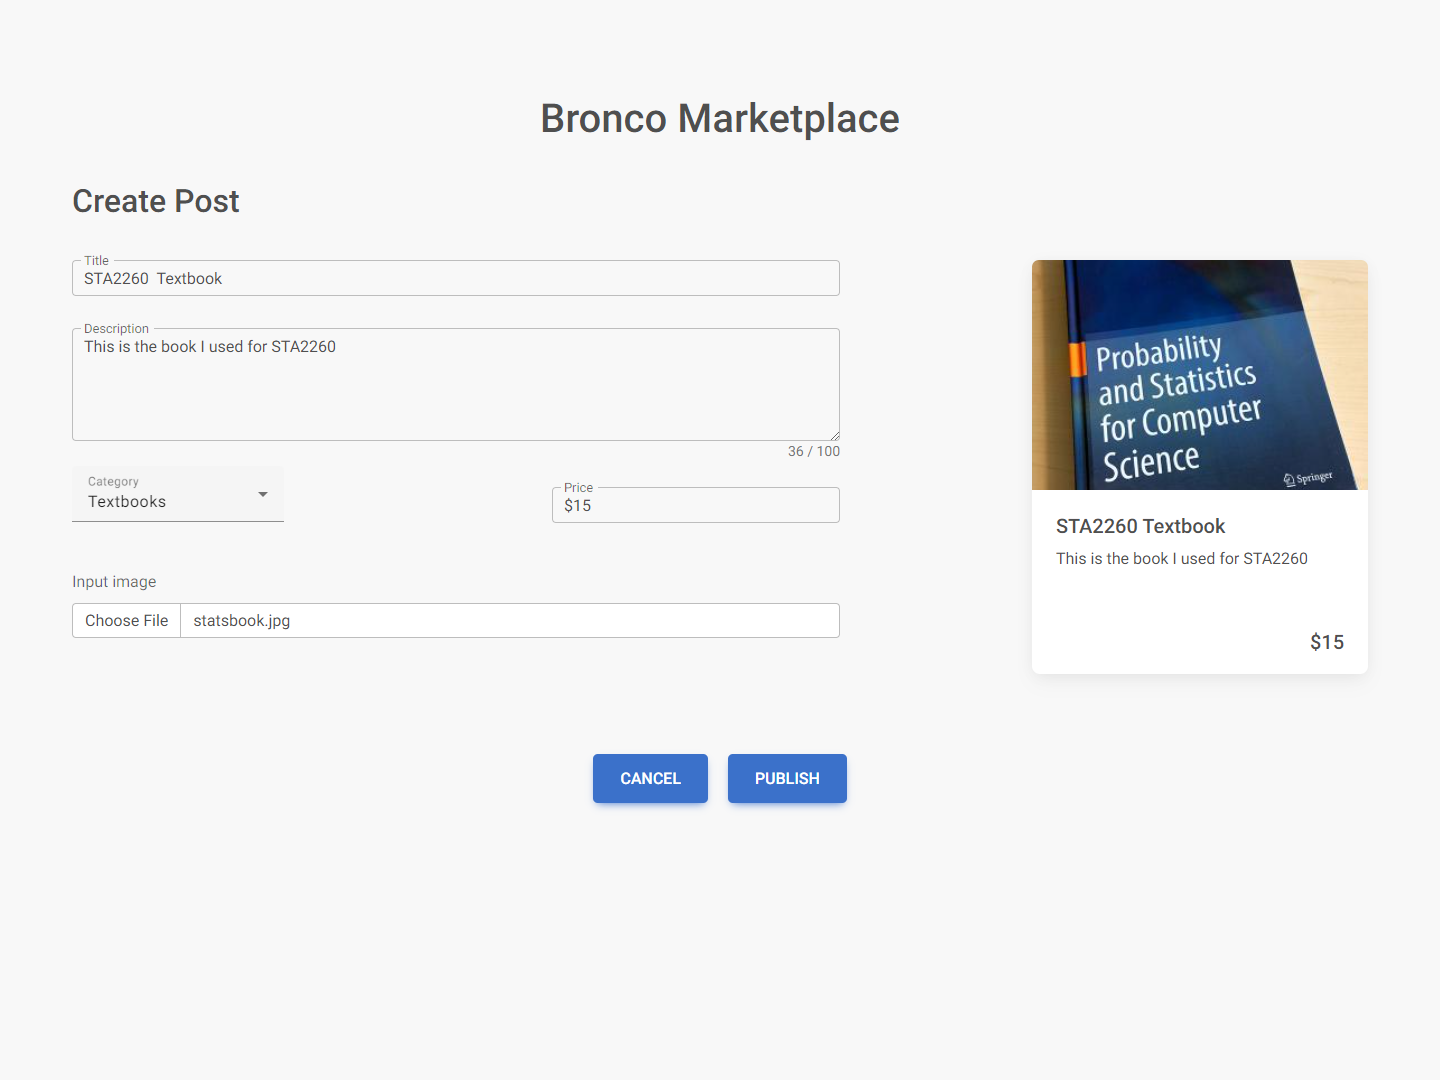 Bronco Marketplace
Create Post
Title
STA2260  Textbook
Description
This is the book I used for STA2260
36 / 100
Category
Textbooks
Price
$15
Input image
Choose File
statsbook.jpg
Probability
and Statistics
for Computer
Science
Springer
STA2260 Textbook
This is the book I used for STA2260
$15
CANCEL
PUBLISH